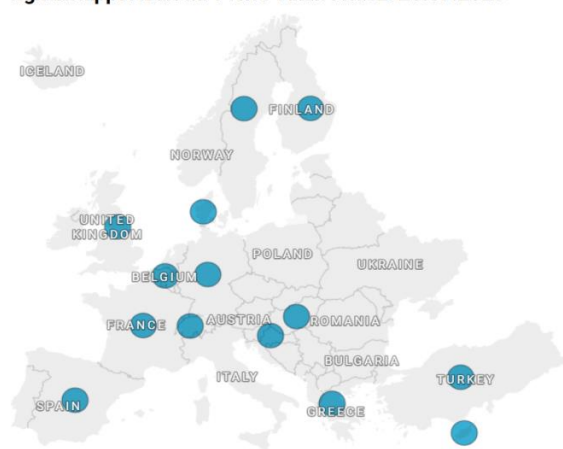 ICELAND
FINLAND
NORWAY
UNITED
KINGDOM
POLAND
UKRAINE
BELGIUM
FRANCE
AUSTRIA
ROMANIA
BULGARIA
ITALY
TURKEY
SPAIN
GREECE